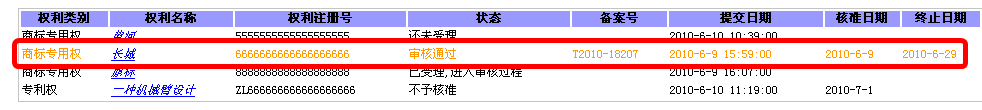 权利类别 权利名称 权利注册号 状态 备案号 提交日期 核准日期 终止日期
商标专用权 5555555555555555555 还未受理 2010-6-10 10:39:00
商标专用权 长城 6666666666666666666 审核通过 T2010-18207 2010-6-9 15:59:00 2010-6-9 2010-6-29
商标专用权 8888888888888888888 已受理,进入审核过程 2010-6-9 16:07:00
专利权 一种机械臂设计 ZL66666666666666666 不予核准 2010-6-10 11:19:00 2010-7-1